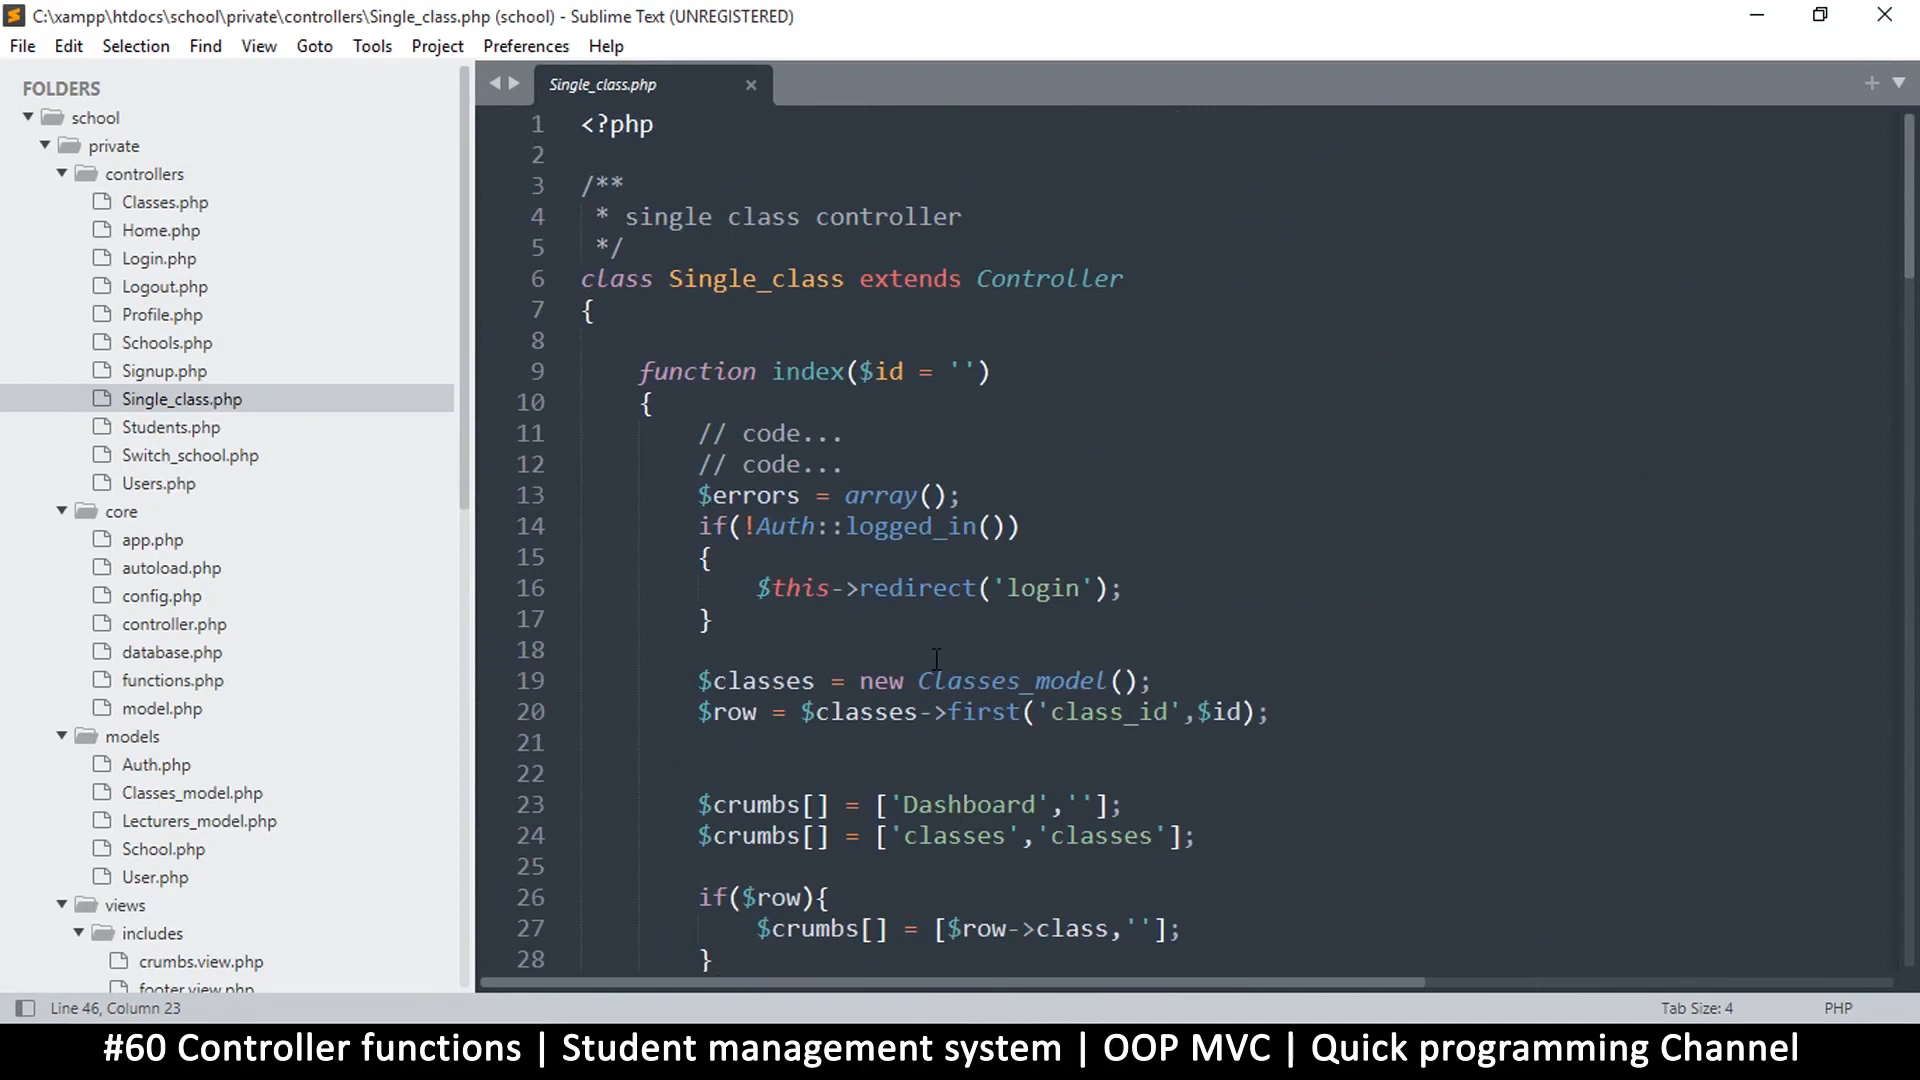 C:\xampp\htdocs\school\private\controllers\Single_class.php (school) - Sublime Text (UNREGISTERED)
File Edit Selection Find View Goto Tools Project Preferences Help
FOLDERS
school
private
controllers
Classes.php
Home.php
Login.php
Logout.php
Profile.php
Schools.php
Signup.php
Single_class.php
Students.php
Switch_school.php
Users.php
core
app.php
autoload.php
config.php
controller.php
database.php
functions.php
model.php
models
Auth.php
Classes_model.php
Lecturers_model.php
School.php
User.php
views
includes
crumbs.view.php
footer.view.php
Single_class.php
1 <?php
2
3 /**
4 * single class controller
5 */
6 class Single_class extends Controller
7 {
8
9 function index($id = '')
10 {
11 // code...
12 // code...
13 $errors = array();
14 if(!Auth::logged_in())
15 {
16 $this->redirect('login');
17 }
18
19 $classes = new Classes_model();
20 $row = $classes->first('class_id',$id);
21
22
23 $crumbs[] = ['Dashboard',''];
24 $crumbs[] = ['classes','classes'];
25
26 if($row){
27 $crumbs[] = [$row->class,''];
28 }
Line 46, Column 23 Tab Size: 4 PHP
#60 Controller functions | Student management system | OOP MVC | Quick programming Channel